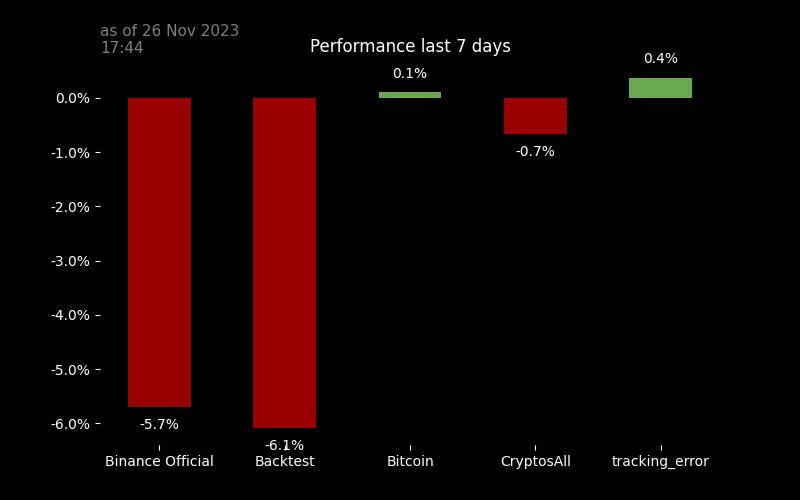 as of 26 Nov 2023
17:44
Performance last 7 days
0.1%
0.4%
0.0%
-1.0%
-0.7%
-2.0%
-3.0%
-4.0%
-5.0%
-6.0%
-5.7%
-6.1%
Binance Official
Backtest
Bitcoin
CryptosAll
tracking_error